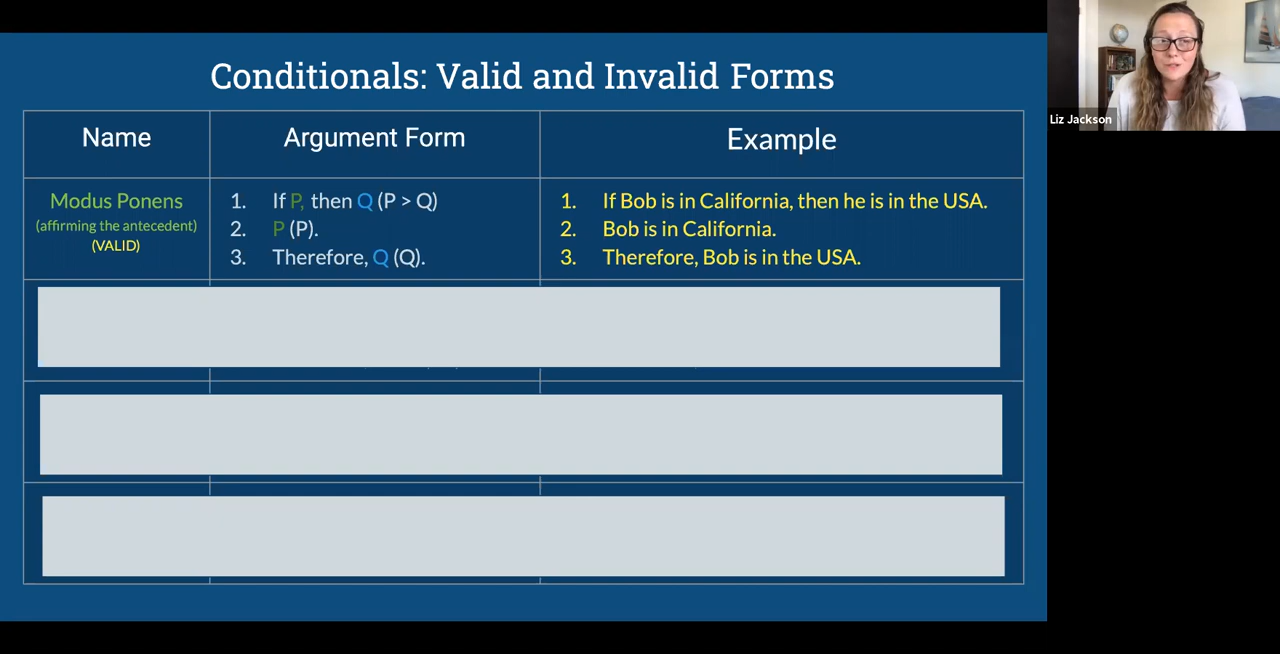 Conditionals: Valid and Invalid Forms
Name
Argument Form
Example
Modus Ponens
(affirming the antecedent)
(VALID)
1. If P, then Q (P > Q)
2. P (P).
3. Therefore, Q (Q).
1. If Bob is in California, then he is in the USA.
2. Bob is in California.
3. Therefore, Bob is in the USA.
Liz Jackson